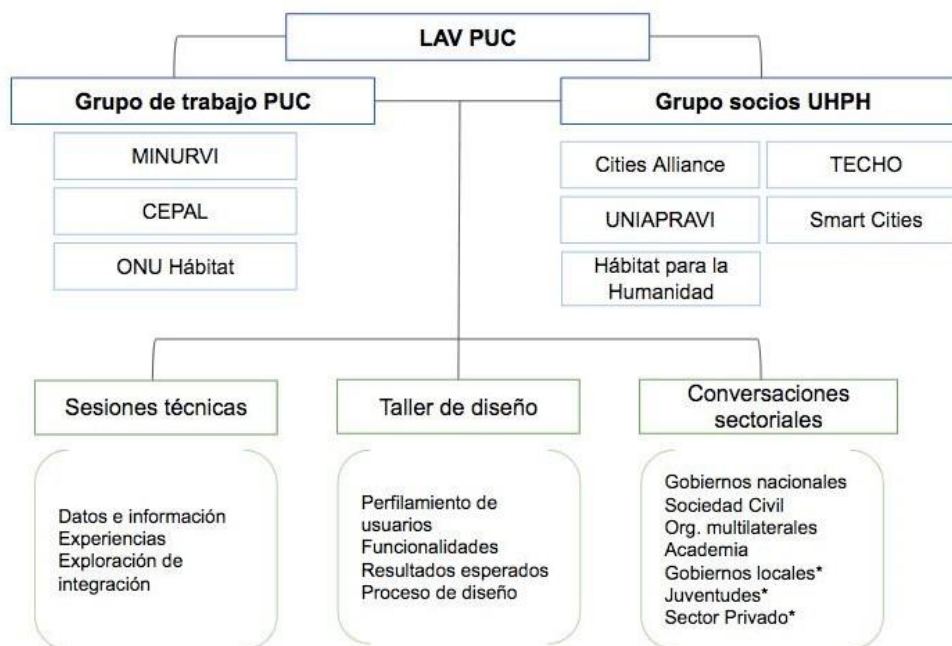 LAV PUC
Grupo de trabajo PUC
Grupo socios UHPH
MINURVI
CEPAL
ONU Hábitat
Cities Alliance
TECHO
UNIAPRAVI
Smart Cities
Hábitat para la
Humanidad
Sesiones técnicas
Taller de diseño
Conversaciones
sectoriales
Datos e información
Experiencias
Exploración de
integración
Perfilamiento de
usuarios
Funcionalidades
Resultados esperados
Proceso de diseño
Gobiernos nacionales
Sociedad Civil
Org. multilaterales
Academia
Gobiernos locales*
Juventudes*
Sector Privado*